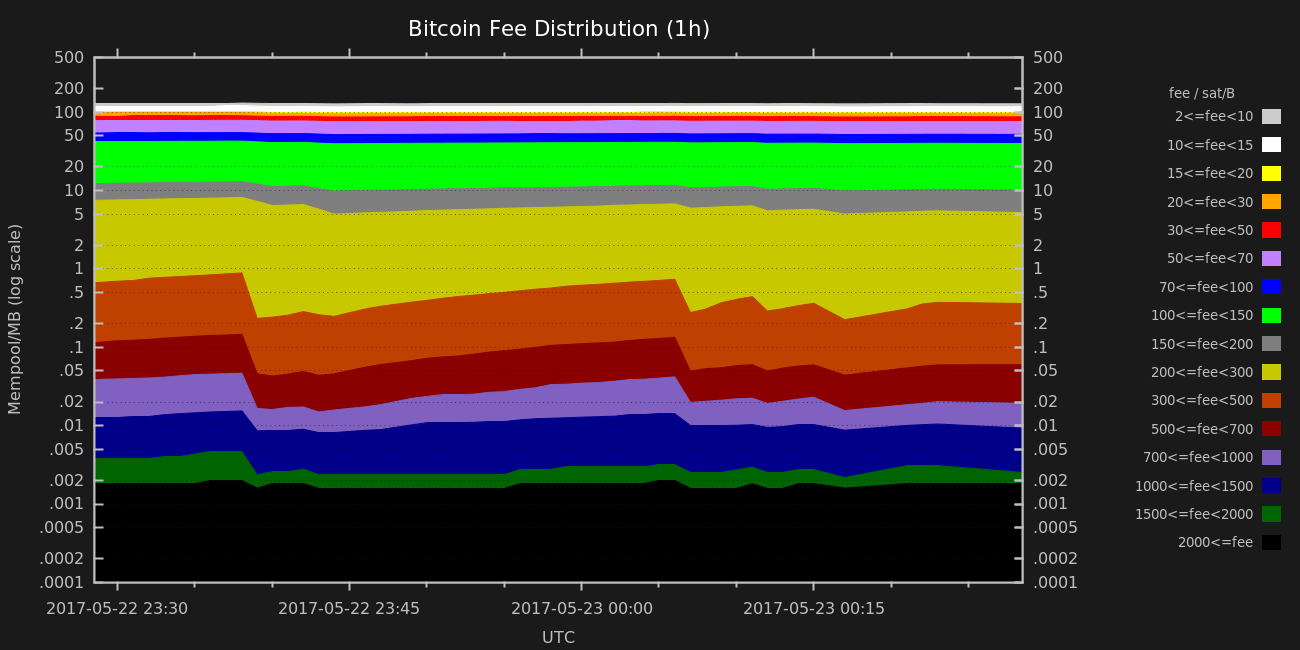 Bitcoin Fee Distribution (1h)
Mempool/MB (log scale)
500
200
100
50
20
10
5
2
1
.5
.2
.1
.05
.02
.01
.005
.002
.001
.0005
.0002
.0001
500
200
100
50
20
10
5
2
1
.5
.2
.1
.05
.02
.01
.005
.002
.001
.0005
.0002
.0001
2017-05-22 23:30 2017-05-22 23:45 2017-05-23 00:00 2017-05-23 00:15
UTC
fee / sat/B
2<=fee<10
10<=fee<15
15<=fee<20
20<=fee<30
30<=fee<50
50<=fee<70
70<=fee<100
100<=fee<150
150<=fee<200
200<=fee<300
300<=fee<500
500<=fee<700
700<=fee<1000
1000<=fee<1500
1500<=fee<2000
2000<=fee